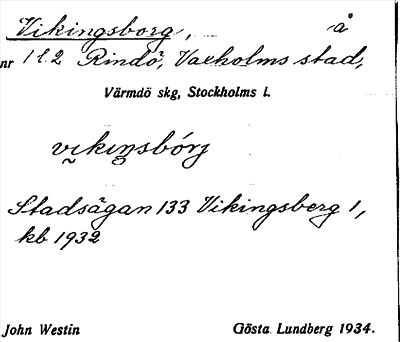 Vikingsborg, å
nr 1 l. 2 Rindö, Vaxholms stad,
Värmdö skg, Stockholms l.
vikiŋsbórj
Stadsägan 133 Vikingsberg 1,
kb 1932
John Westin Gösta Lundberg 1934.